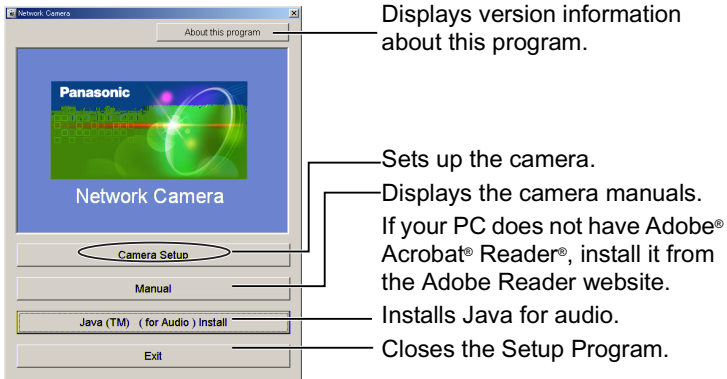 Network Camera
About this program
Displays version information
about this program.
Panasonic
Network Camera
Sets up the camera.
Camera Setup
Displays the camera manuals.
If your PC does not have Adobe®
Acrobat® Reader®, install it from
the Adobe Reader website.
Manual
Java (TM) ( for Audio ) Install
Installs Java for audio.
Exit
Closes the Setup Program.